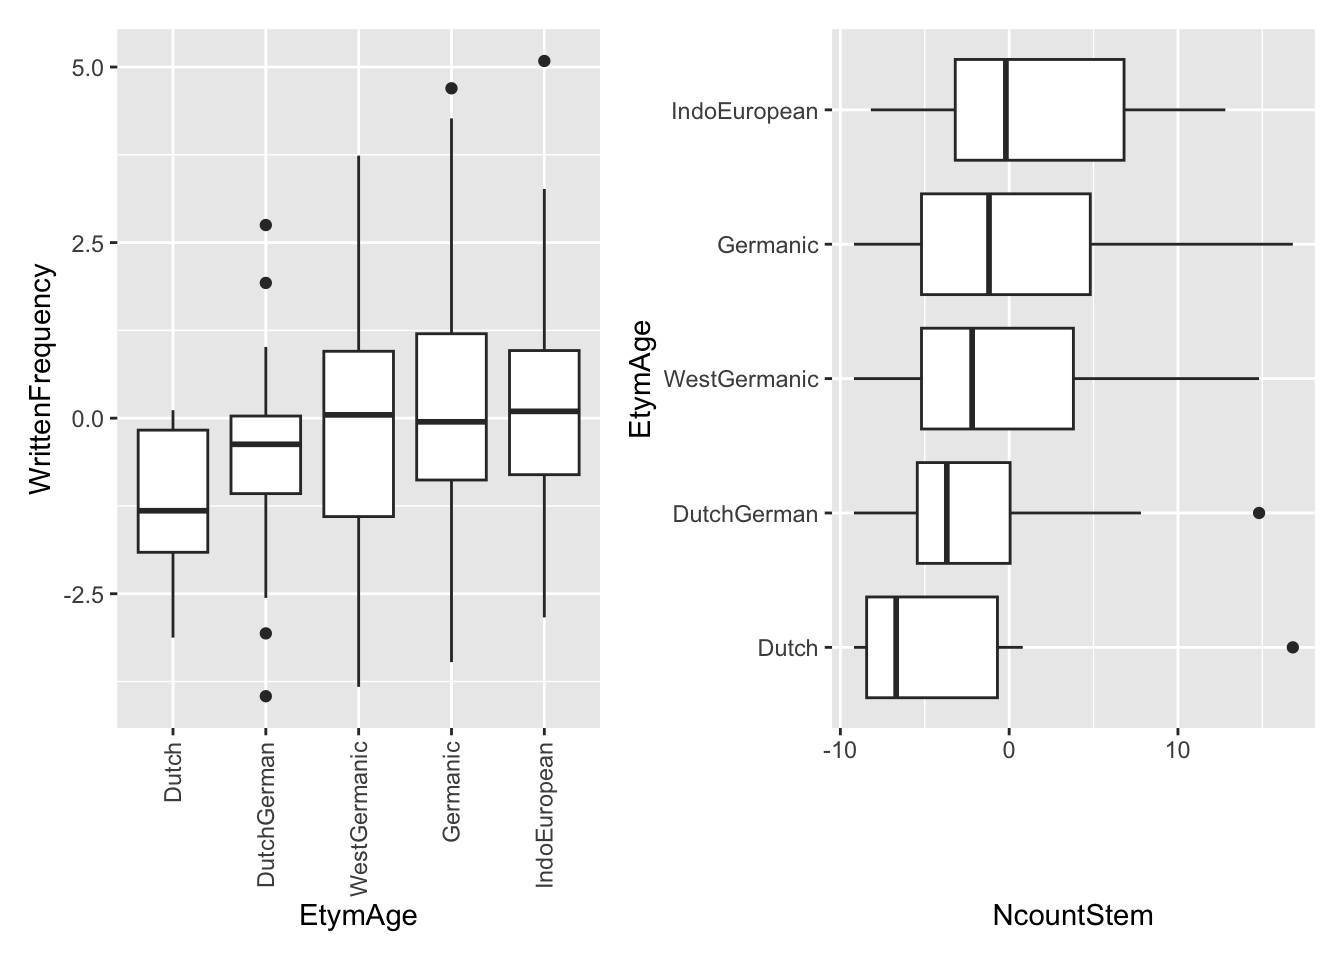 WrittenFrequency
5.0
2.5
0.0
-2.5
Dutch
DutchGerman
WestGermanic
Germanic
IndoEuropean
EtymAge
EtymAge
IndoEuropean
Germanic
WestGermanic
DutchGerman
Dutch
-10
0
10
NcountStem